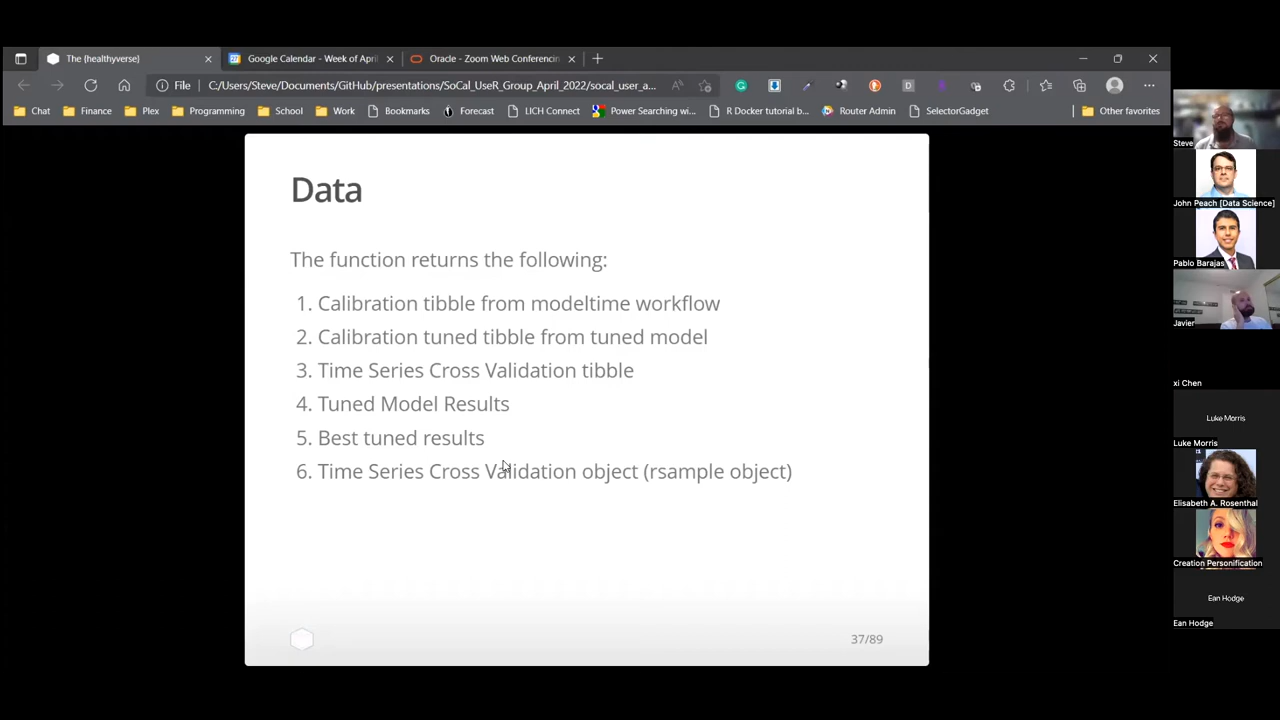 The {healthyverse}
Google Calendar - Week of April
Oracle - Zoom Web Conferencin
File
C:/Users/Steve/Documents/GitHub/presentations/SoCal_UseR_Group_April_2022/socal_user_a...
Chat
Finance
Plex
Programming
School
Work
Bookmarks
Forecast
LICH Connect
Power Searching wi...
R Docker tutorial b...
Router Admin
SelectorGadget
Other favorites
Data
The function returns the following:
1. Calibration tibble from modeltime workflow
2. Calibration tuned tibble from tuned model
3. Time Series Cross Validation tibble
4. Tuned Model Results
5. Best tuned results
6. Time Series Cross Validation object (rsample object)
37/89
Steve
John Peach [Data Science]
Pablo Barajas
Javier
xi Chen
Luke Morris
Luke Morris
Elisabeth A. Rosenthal
Creation Personification
Ean Hodge
Ean Hodge